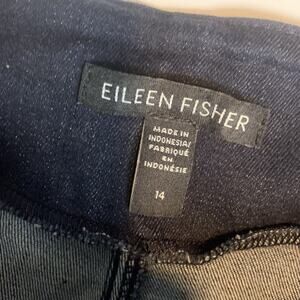 EILEEN FISHER
MADE IN
INDONESIA/
FABRIQUÉ
EN
INDONÉSIE
14